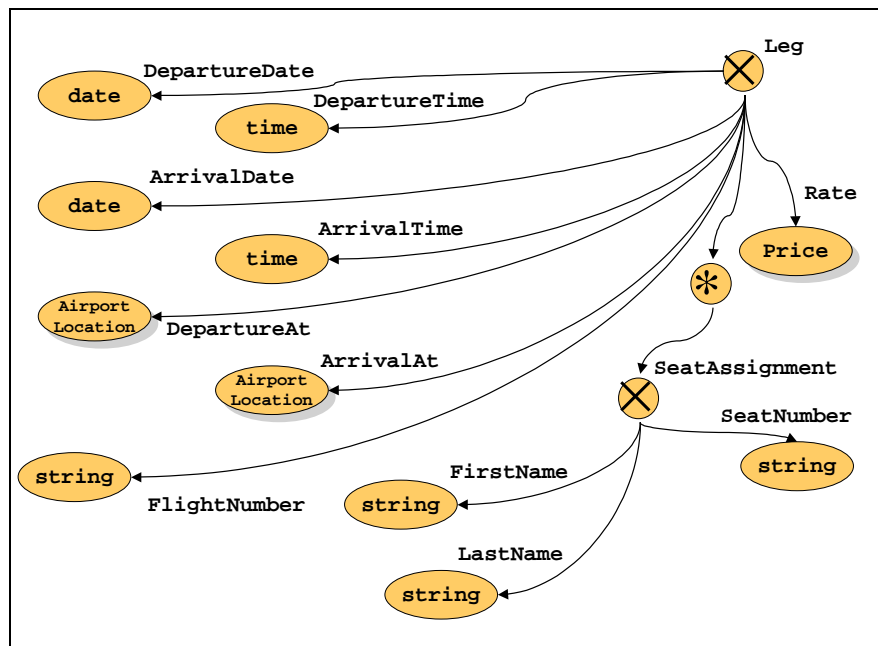 Leg
DepartureDate
date
DepartureTime
time
ArrivalDate
date
Rate
ArrivalTime
time
Price
*
Airport
Location
DepartureAt
ArrivalAt
Airport
Location
SeatAssignment
SeatNumber
string
FirstName
string
FlightNumber
string
LastName
string